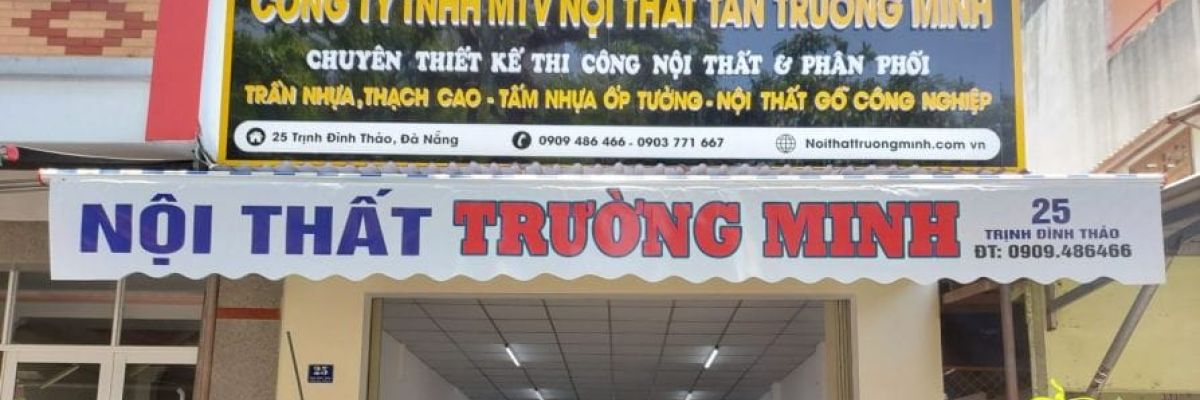 CÔNG TY TNHH MTV NỘI THẤT TÂN TRƯỜNG MINH
CHUYÊN THIẾT KẾ THI CÔNG NỘI THẤT & PHÂN PHỐI
TRẦN NHỰA, THẠCH CAO - TẤM NHỰA ỐP TƯỜNG - NỘI THẤT GỖ CÔNG NGHIỆP
25 Trịnh Đình Thảo, Đà Nẵng
0909 486 466 - 0903 771 667
Noithattruongminh.com vn
NỘI THẤT TRƯỜNG MINH
25
TRỊNH ĐÌNH THẢO
ĐT: 0909.486466